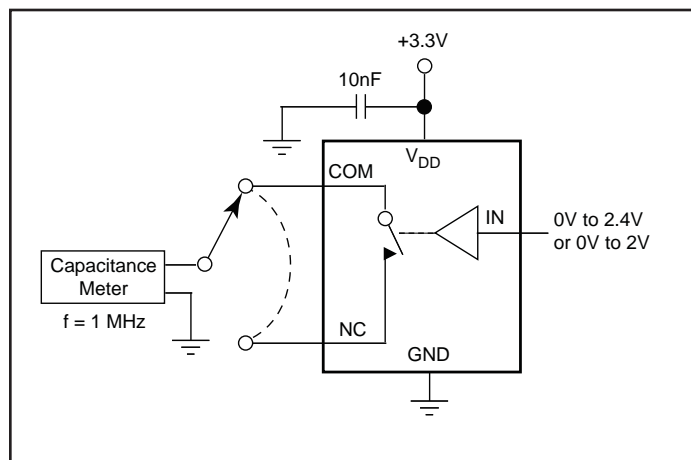 +3.3V
10nF
VDD
COM
IN
0V to 2.4V
or 0V to 2V
Capacitance
Meter
f = 1 MHz
NC
GND